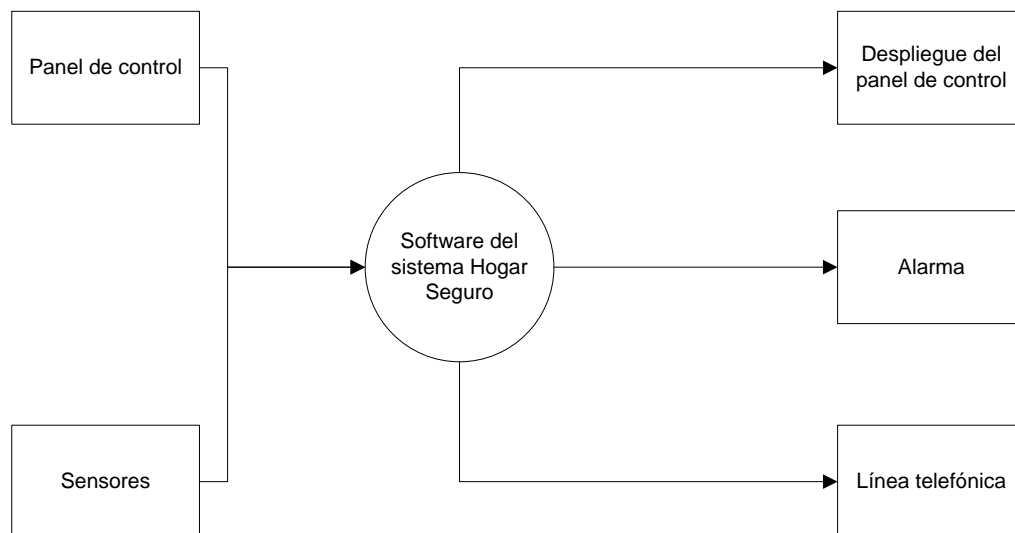 Panel de control
Despliegue del
panel de control
Software del
sistema Hogar
Seguro
Alarma
Sensores
Línea telefónica